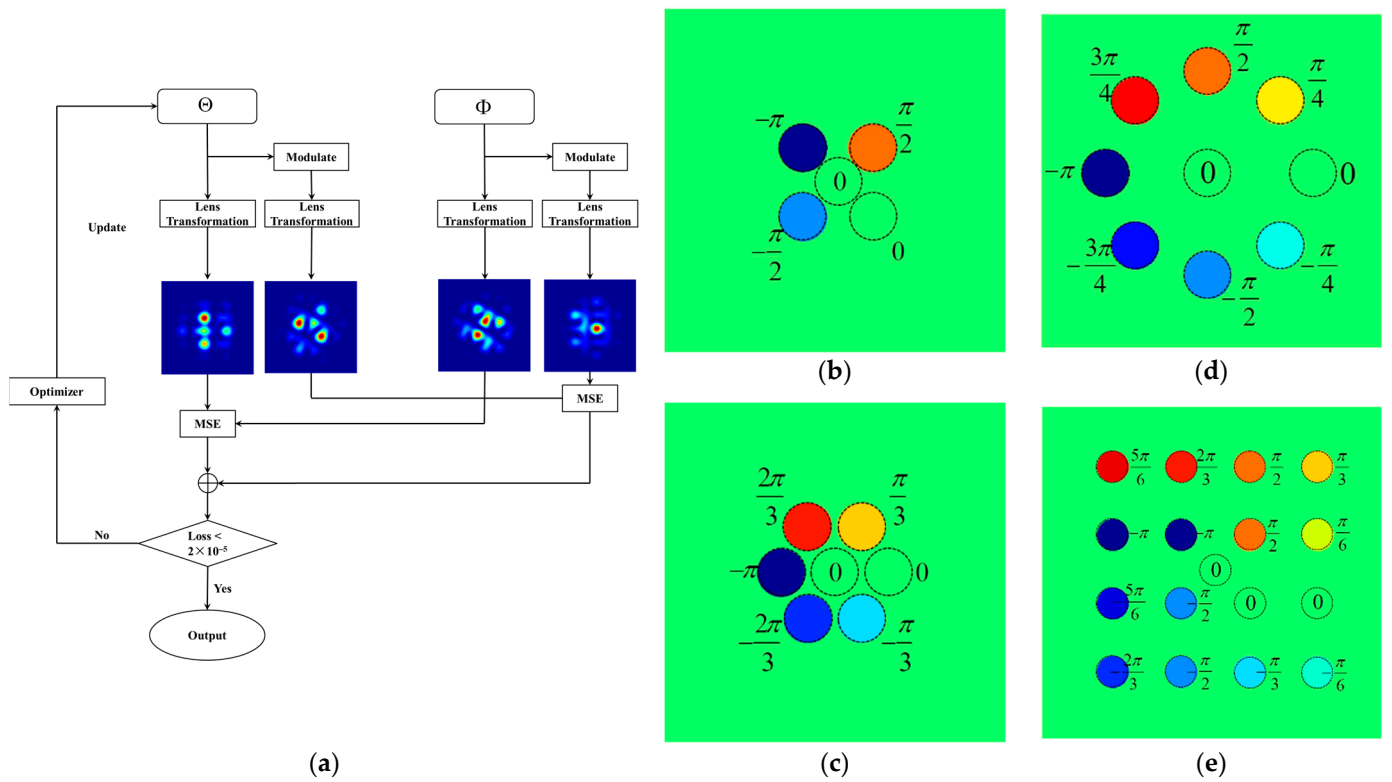 Θ
Φ
Modulate
Modulate
Lens
Transformation
Lens
Transformation
Lens
Transformation
Lens
Transformation
Update
Optimizer
MSE
MSE
No
Loss <
2×10⁻⁵
Yes
Output
(a)
−π
π/2
0
−π/2
0
(b)
2π/3
π/3
−π
0
0
−2π/3
−π/3
(c)
π/2
3π/4
π/4
−π
0
0
−3π/4
−π/4
−π/2
(d)
5π/6
2π/3
π/2
π/3
−π
−π
π/2
π/6
0
−5π/6
−π/2
0
0
−2π/3
−π/2
−π/3
−π/6
(e)